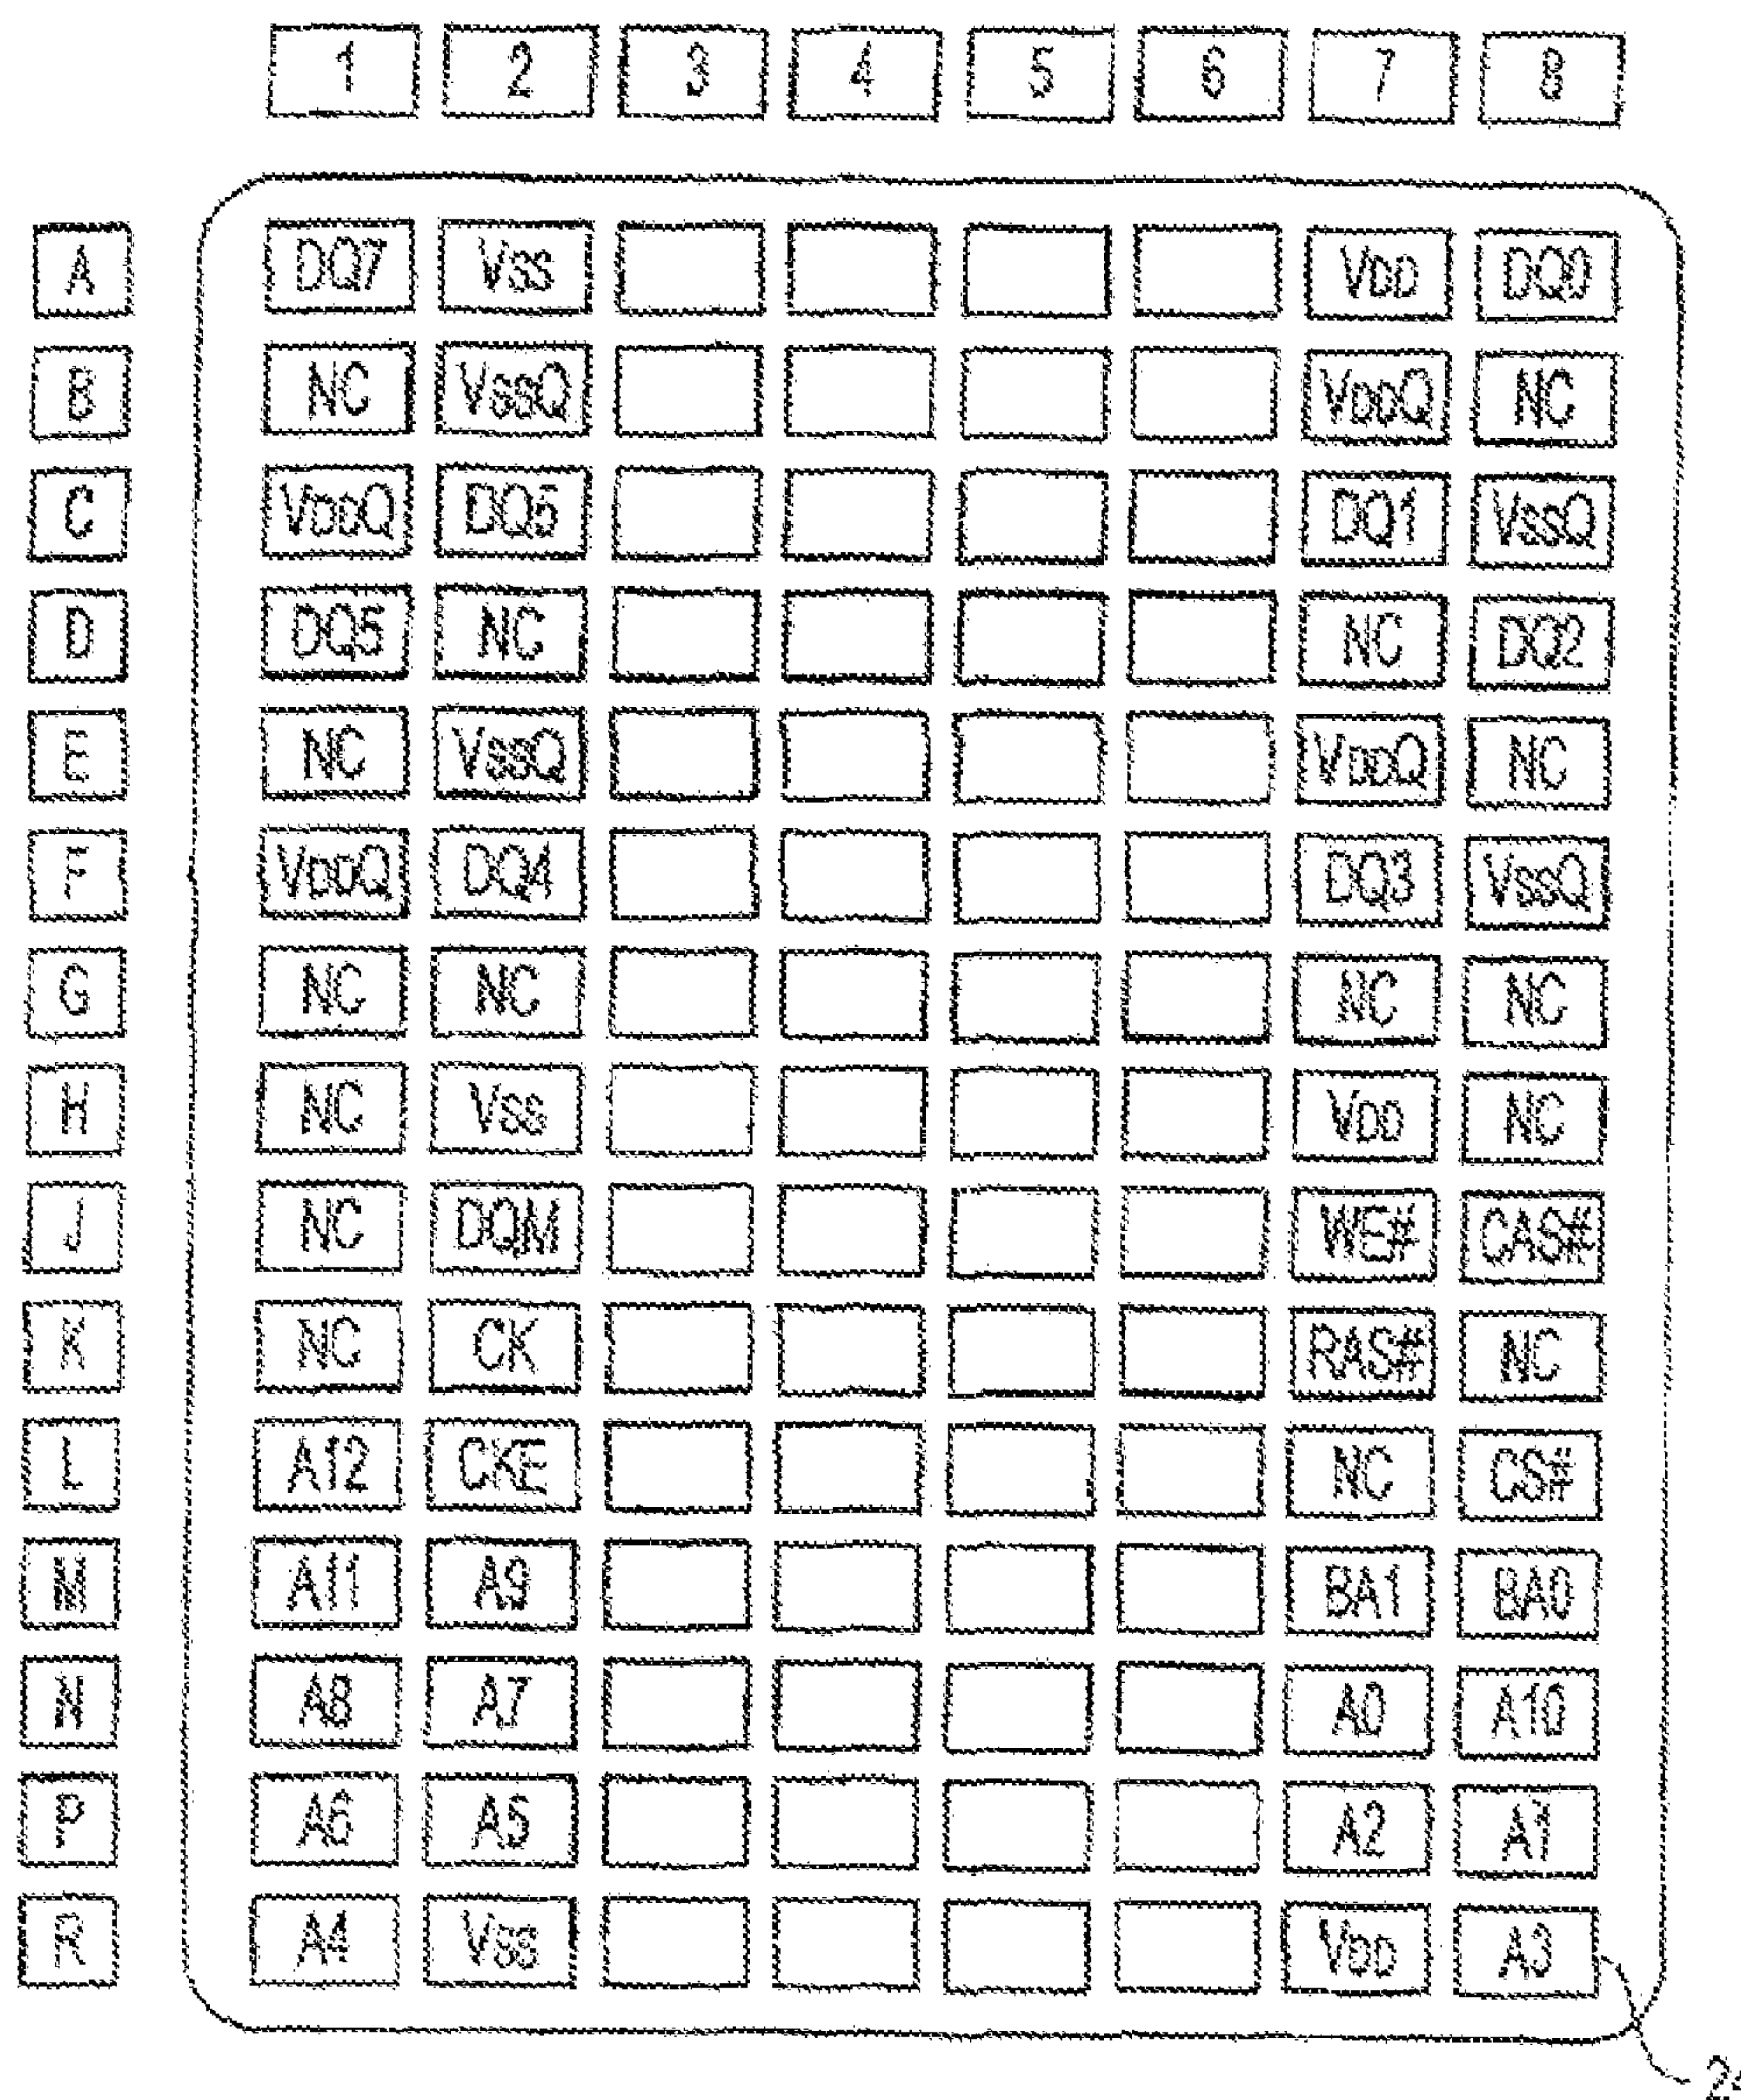 1 2 3 4 5 6 7 8
A DQ7 Vss VDD DQ0
B NC VssQ VDDQ NC
C VDDQ DQ5 DQ1 VssQ
D DQ5 NC NC DQ2
E NC VssQ VDDQ NC
F VDDQ DQ4 DQ3 VssQ
G NC NC NC NC
H NC Vss VDD NC
J NC DQM WE# CAS#
K NC CK RAS# NC
L A12 CKE NC CS#
M A11 A9 BA1 BA0
N A8 A7 A0 A10
P A6 A5 A2 A1
R A4 Vss VDD A3